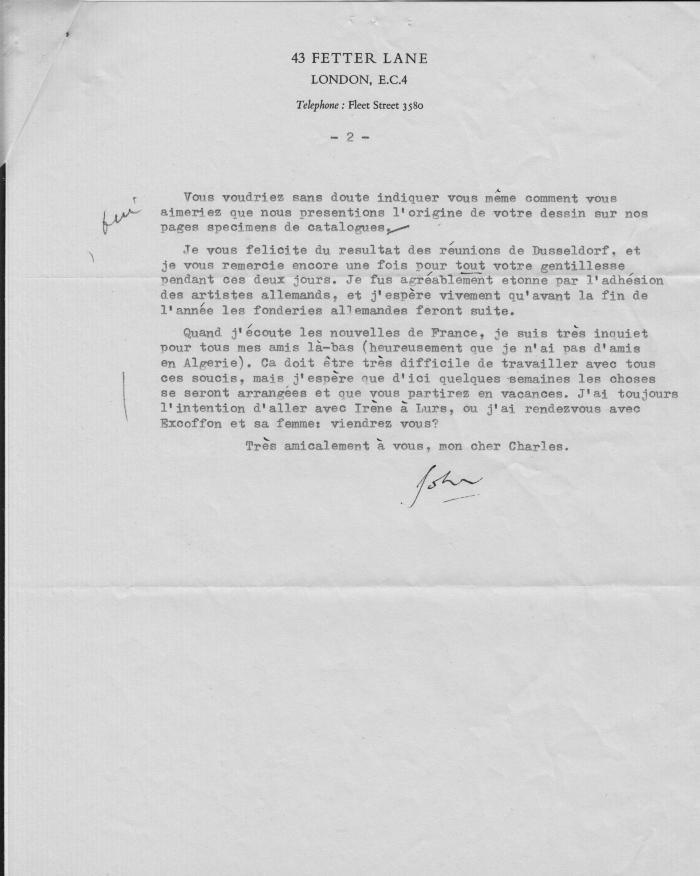 43 FETTER LANE
LONDON, E.C.4
Telephone : Fleet Street 3580
- 2 -
Vous voudriez sans doute indiquer vous même comment vous
aimeriez que nous presentions l'origine de votre dessin sur nos
pages specimens de catalogues.
Je vous felicite du resultat des réunions de Dusseldorf, et
je vous remercie encore une fois pour tout votre gentillesse
pendant ces deux jours. Je fus agréablement etonne par l'adhésion
des artistes allemands, et j'espère vivement qu'avant la fin de
l'année les fonderies allemandes feront suite.
Quand j'écoute les nouvelles de France, je suis très inquiet
pour tous mes amis là-bas (heureusement que je n'ai pas d'amis
en Algerie). Ca doit être très difficile de travailler avec tous
ces soucis, mais j'espère que d'ici quelques semaines les choses
se seront arrangées et que vous partirez en vacances. J'ai toujours
l'intention d'aller avec Irène à Lurs, ou j'ai rendezvous avec
Excoffon et sa femme: viendrez vous?
Très amicalement à vous, mon cher Charles.
John